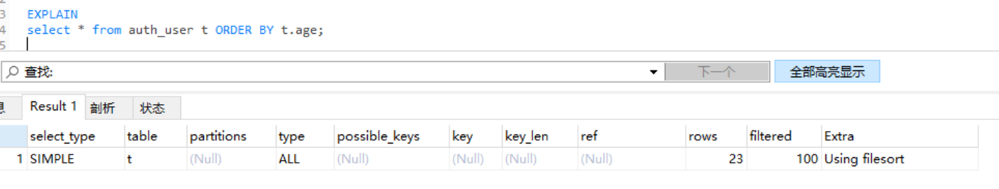 3 EXPLAIN
4 select * from auth_user t ORDER BY t.age;
5
查找: 下一个 全部高亮显示
息 Result 1 剖析 状态
select_type table partitions type possible_keys key key_len ref rows filtered Extra
1 SIMPLE t (Null) ALL (Null) (Null) (Null) (Null) 23 100 Using filesort